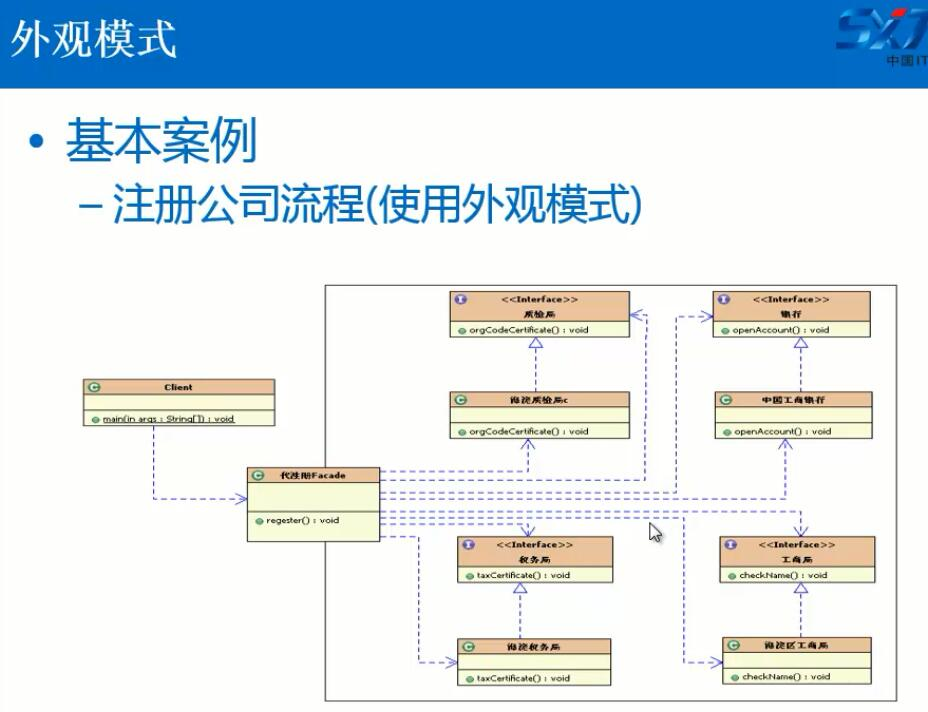 外观模式
SXT
中国IT
• 基本案例
– 注册公司流程(使用外观模式)
<<Interface>>
质检局
orgCodeCertificate() : void
<<Interface>>
银行
openAccount() : void
Client
main(in args : String[]) : void
海淀质检局c
orgCodeCertificate() : void
中国工商银行
openAccount() : void
代注册Facade
regester() : void
<<Interface>>
税务局
taxCertificate() : void
<<Interface>>
工商局
checkName() : void
海淀税务局
taxCertificate() : void
海淀区工商局
checkName() : void